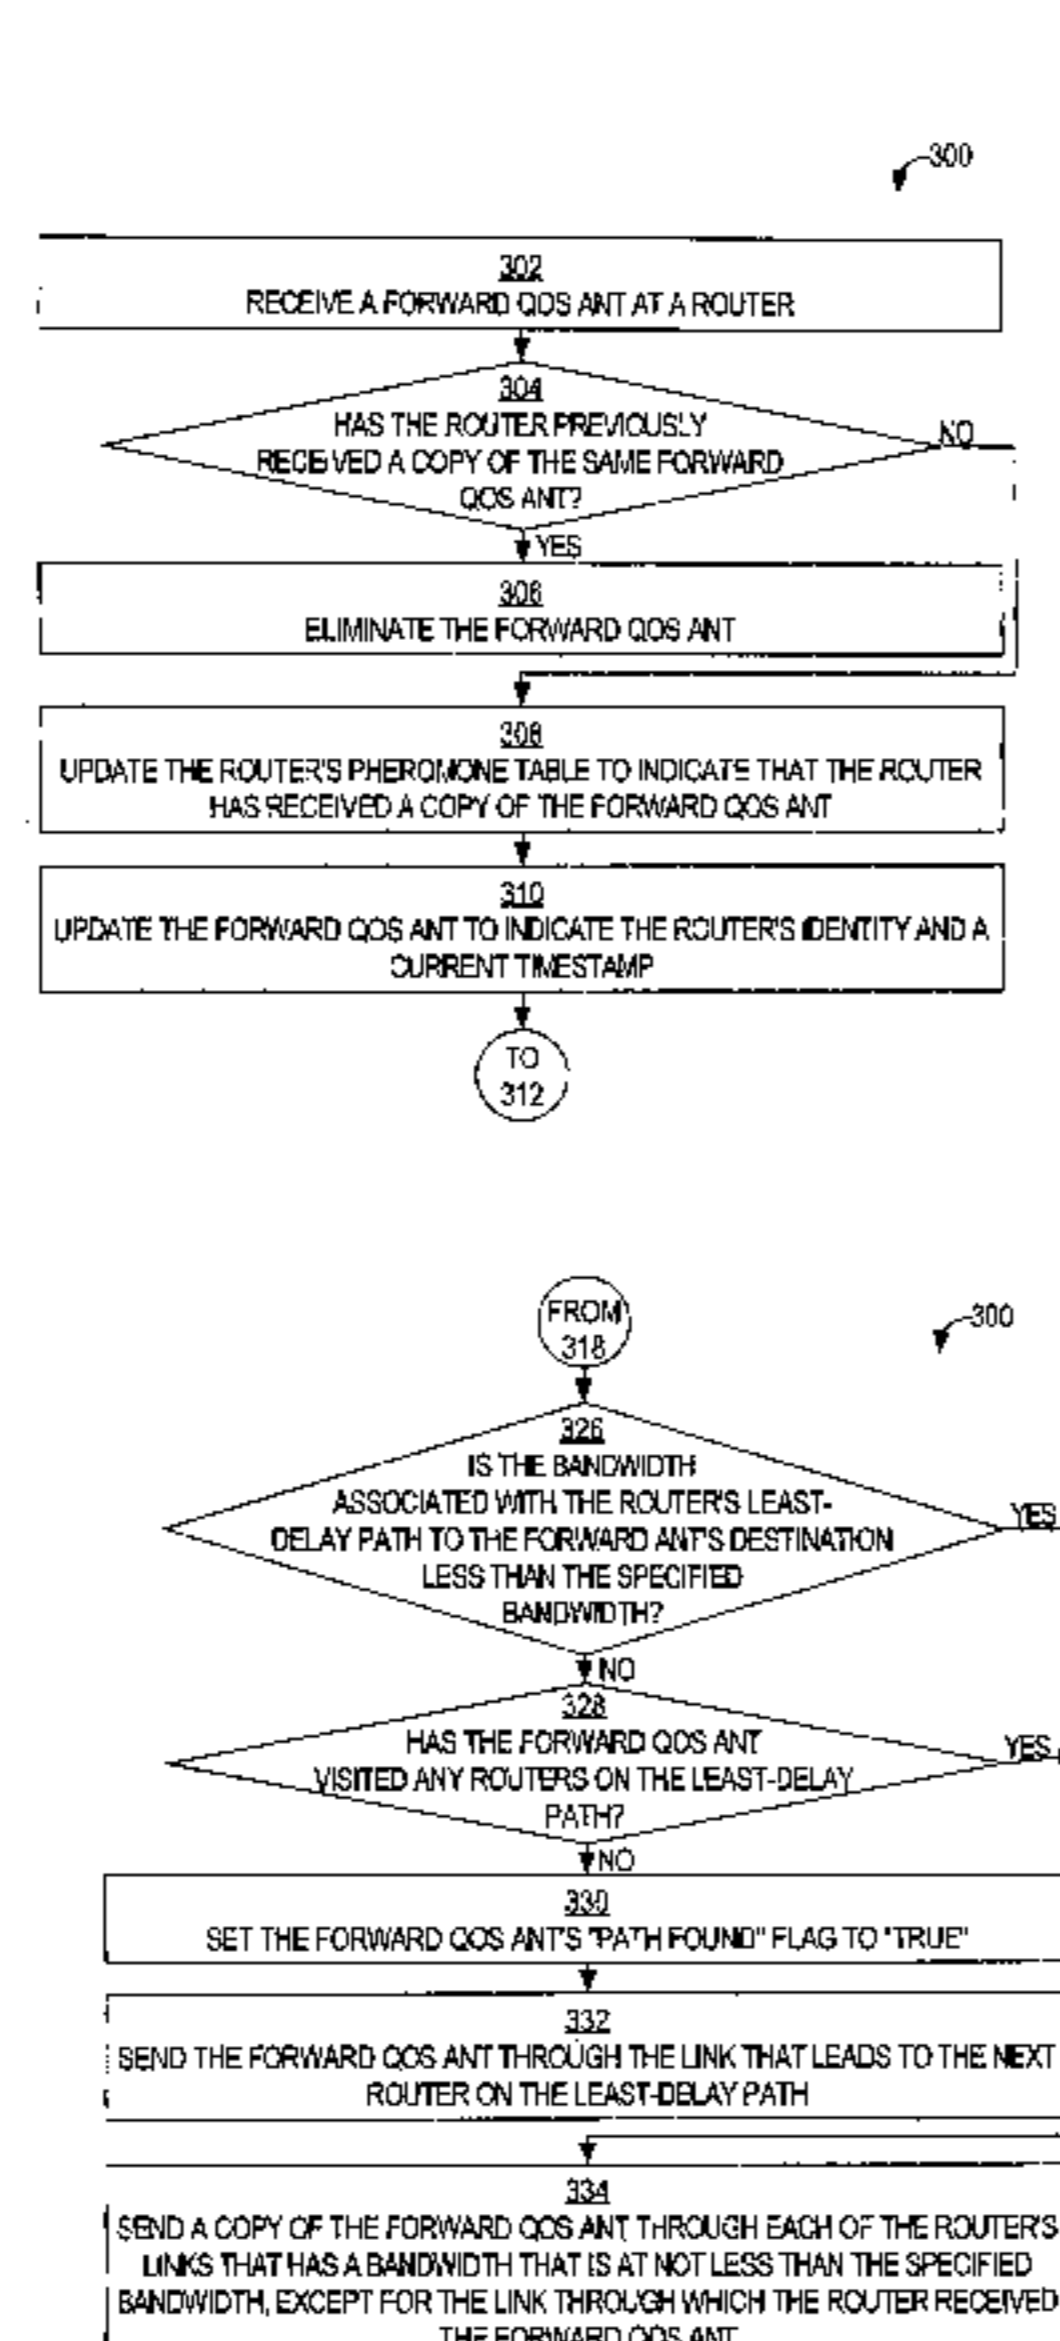 300
302
RECEIVE A FORWARD QOS ANT AT A ROUTER
304
HAS THE ROUTER PREVIOUSLY
RECEIVED A COPY OF THE SAME FORWARD
QOS ANT?
NO
YES
306
ELIMINATE THE FORWARD QOS ANT
308
UPDATE THE ROUTER'S PHEROMONE TABLE TO INDICATE THAT THE ROUTER
HAS RECEIVED A COPY OF THE FORWARD QOS ANT
310
UPDATE THE FORWARD QOS ANT TO INDICATE THE ROUTER'S IDENTITY AND A
CURRENT TIMESTAMP
TO
312
FROM
318
300
326
IS THE BANDWIDTH
ASSOCIATED WITH THE ROUTER'S LEAST-
DELAY PATH TO THE FORWARD ANT'S DESTINATION
LESS THAN THE SPECIFIED
BANDWIDTH?
YES
NO
328
HAS THE FORWARD QOS ANT
VISITED ANY ROUTERS ON THE LEAST-DELAY
PATH?
YES
NO
330
SET THE FORWARD QOS ANT'S "PATH FOUND" FLAG TO "TRUE"
332
SEND THE FORWARD QOS ANT THROUGH THE LINK THAT LEADS TO THE NEXT
ROUTER ON THE LEAST-DELAY PATH
334
SEND A COPY OF THE FORWARD QOS ANT THROUGH EACH OF THE ROUTER'S
LINKS THAT HAS A BANDWIDTH THAT IS AT NOT LESS THAN THE SPECIFIED
BANDWIDTH, EXCEPT FOR THE LINK THROUGH WHICH THE ROUTER RECEIVED
THE FORWARD QOS ANT